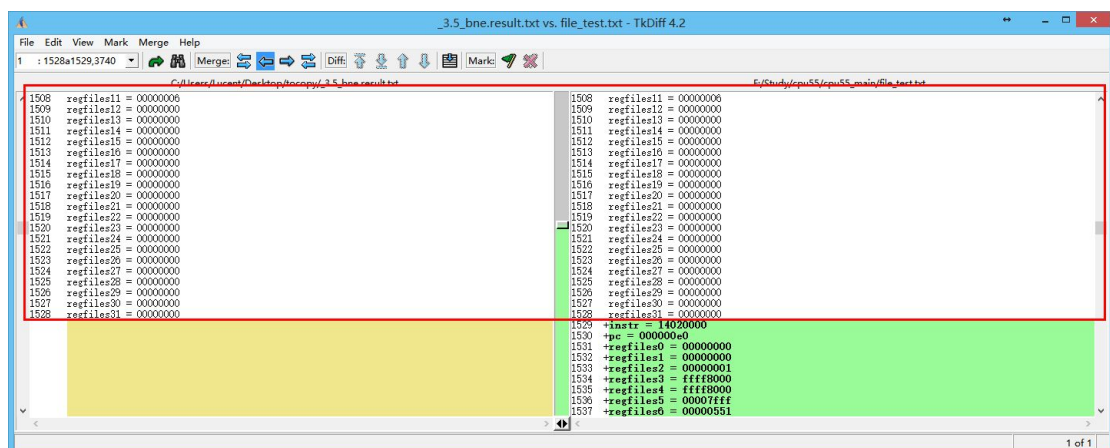 _3.5_bne.result.txt vs. file_test.txt - TkDiff 4.2
File Edit View Mark Merge Help
1 : 1528a1529,3740 Merge: Diff: Mark:
C:/Users/Lucent/Desktop/tocopy/_3.5_bne.result.txt F:/Study/cpu55/cpu55_main/file_test.txt
1508 regfiles11 = 00000006 1508 regfiles11 = 00000006
1509 regfiles12 = 00000000 1509 regfiles12 = 00000000
1510 regfiles13 = 00000000 1510 regfiles13 = 00000000
1511 regfiles14 = 00000000 1511 regfiles14 = 00000000
1512 regfiles15 = 00000000 1512 regfiles15 = 00000000
1513 regfiles16 = 00000000 1513 regfiles16 = 00000000
1514 regfiles17 = 00000000 1514 regfiles17 = 00000000
1515 regfiles18 = 00000000 1515 regfiles18 = 00000000
1516 regfiles19 = 00000000 1516 regfiles19 = 00000000
1517 regfiles20 = 00000000 1517 regfiles20 = 00000000
1518 regfiles21 = 00000000 1518 regfiles21 = 00000000
1519 regfiles22 = 00000000 1519 regfiles22 = 00000000
1520 regfiles23 = 00000000 1520 regfiles23 = 00000000
1521 regfiles24 = 00000000 1521 regfiles24 = 00000000
1522 regfiles25 = 00000000 1522 regfiles25 = 00000000
1523 regfiles26 = 00000000 1523 regfiles26 = 00000000
1524 regfiles27 = 00000000 1524 regfiles27 = 00000000
1525 regfiles28 = 00000000 1525 regfiles28 = 00000000
1526 regfiles29 = 00000000 1526 regfiles29 = 00000000
1527 regfiles30 = 00000000 1527 regfiles30 = 00000000
1528 regfiles31 = 00000000 1528 regfiles31 = 00000000
1529 +instr = 14020000
1530 +pc = 000000e0
1531 +regfiles0 = 00000000
1532 +regfiles1 = 00000000
1533 +regfiles2 = 00000001
1534 +regfiles3 = ffff8000
1535 +regfiles4 = ffff8000
1536 +regfiles5 = 00007fff
1537 +regfiles6 = 00000551
1 of 1